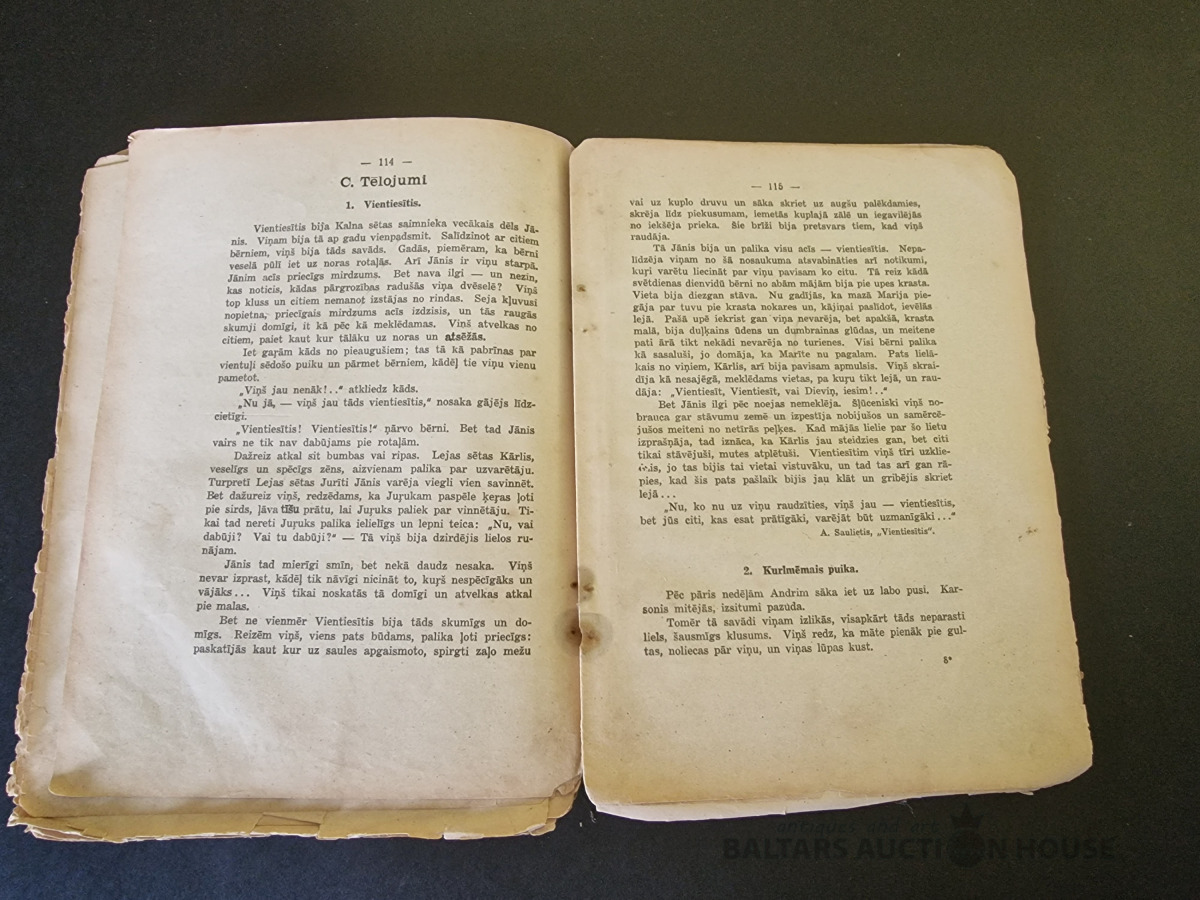 — 114 —
C. Tēlojumi
1. Vientiesītis.
Vientiesītis bija Kalna sētas saimnieka vecākais dēls Jā-
nis. Viņam bija tā ap gadu vienpadsmit. Salīdzinot ar citiem
bērniem, viņš bija tāds savāds. Gadās, piemēram, ka bērni
veselā pūlī iet uz noras rotaļās. Arī Jānis ir viņu starpā.
Jānim acīs priecīgs mirdzums. Bet nava ilgi — un nezin,
kas noticis, kādas pārgrozības radušās viņa dvēselē? Viņš
top kluss un citiem nemanot izstājas no rindas. Seja kļuvusi
nopietna, priecīgais mirdzums acīs izdzisis, un tās raugās
skumji domīgi, it kā pēc kā meklēdamas. Viņš atvelkas no
citiem, paiet kaut kur tālāku uz noras un atsēžās.
Iet gaŗām kāds no pieaugušiem; tas tā kā pabrīnas par
vientuļi sēdošo puiku un pārmet bērniem, kādēļ tie viņu vienu
pametot.
„Viņš jau nenāk!..“ atkliedz kāds.
„Nu jā, — viņš jau tāds vientiesītis,“ nosaka gājējs līdz-
cietīgi.
„Vientiesītis! Vientiesītis!“ ņārvo bērni. Bet tad Jānis
vairs ne tik nav dabūjams pie rotaļām.
Dažreiz atkal sit bumbas vai ripas. Lejas sētas Kārlis,
veselīgs un spēcīgs zēns, aizvienam palika par uzvarētāju.
Turpretī Lejas sētas Jurīti Jānis varēja viegli vien savinnēt.
Bet dažureiz viņš, redzēdams, ka Juŗukam paspēle ķeŗas ļoti
pie sirds, ļāva tīšu prātu, lai Juŗuks paliek par vinnētāju. Ti-
kai tad nereti Juŗuks palika ielielīgs un lepni teica: „Nu, vai
dabūji? Vai tu dabūji?“ — Tā viņš bija dzirdējis lielos ru-
nājam.
Jānis tad mierīgi smīn, bet nekā daudz nesaka. Viņš
nevar izprast, kādēļ tik nāvīgi nicināt to, kuŗš nespēcīgāks un
vājāks... Viņš tikai noskatās tā domīgi un atvelkas atkal
pie malas.
Bet ne vienmēr Vientiesītis bija tāds skumīgs un do-
mīgs. Reizēm viņš, viens pats būdams, palika ļoti priecīgs:
paskatījās kaut kur uz saules apgaismoto, spirgti zaļo mežu
— 115 —
vai uz kuplo druvu un sāka skriet uz augšu palēkdamies,
skrēja līdz piekusumam, iemetās kuplajā zālē un iegavilējās
no iekšēja prieka. Šie brīži bija pretavars tiem, kad viņš
raudāja.
Tā Jānis bija un palika visu acīs — vientiesītis. Nepa-
līdzēja viņam no šā nosaukuma atsvabināties arī notikumi,
kuŗi varētu liecināt par viņu pavisam ko citu. Tā reiz kādā
svētdienas dienvidū bērni no abām mājām bija pie upes krasta.
Vieta bija diezgan stāva. Nu gadījās, ka mazā Marija pie-
gāja par tuvu pie krasta nokares un, kājiņai paslīdot, ievēlās
lejā. Pašā upē iekrist gan viņa nevarēja, bet apakšā, krasta
malā, bija duļķains ūdens un dumbrainas glūdas, un meitene
pati ārā tikt nekādi nevarēja no turienes. Visi bērni palika
kā sasaluši, jo domāja, ka Marīte nu pagalam. Pats lielā-
kais no viņiem, Kārlis, arī bija pavisam apmulsis. Viņš skrai-
dīja kā nesajēgā, meklēdams vietas, pa kuŗu tikt lejā, un rau-
dāja: „Vientiesīt, Vientiesīt, voai Dieviņ, iesim!..“
Bet Jānis ilgi pēc noejas nemeklēja. Šļūceniski viņš no-
brauca gar stāvumu zemē un izpestīja nobijušos un samērcē-
jušos meiteni no netīrās peļķes. Kad mājās lielie par šo lietu
izprašņāja, tad iznāca, ka Kārlis jau steidzies gan, bet citi
tikai stāvējuši, mutes atplētuši. Vientiesītim viņš tīri uzklie-
jo tas bijis tai vietai vistuvāku, un tad tas arī gan rā-
pies, kad šis pats pašlaik bijis jau klāt un gribējis skriet
lejā...
„Nu, ko nu uz viņu raudzīties, viņš jau — vientiesītis,
bet jūs citi, kas esat prātīgāki, varējāt būt uzmanīgāki...“
A. Saulietis, „Vientiesītis“.
2. Kurlmēmais puika.
Pēc pāris nedēļām Andrim sāka iet uz labo pusi. Kar-
sonis mitējās, izsitumi pazuda.
Tomēr tā savādi viņam izlikās, visapkārt tāds neparasti
liels, šausmīgs klusums. Viņš redz, ka māte pienāk pie gul-
tas, noliecas pār viņu, un viņas lūpas kust.
8*
antiques and art
BALTARS AUCTION HOUSE